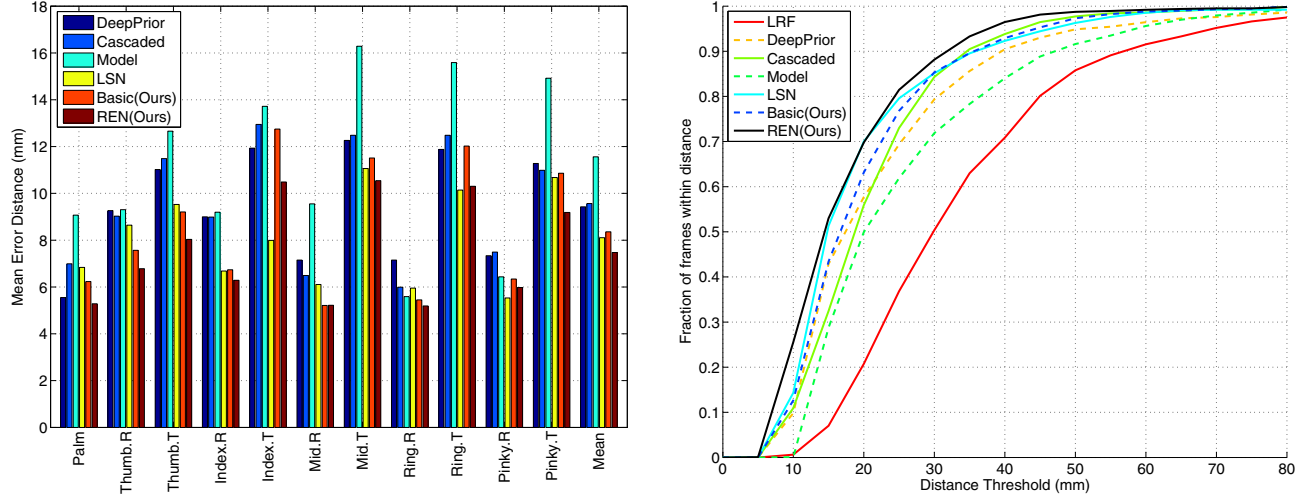 Mean Error Distance (mm)
18
16
14
12
10
8
6
4
2
0
DeepPrior
Cascaded
Model
LSN
Basic(Ours)
REN(Ours)
Palm
Thumb.R
Thumb.T
Index.R
Index.T
Mid.R
Mid.T
Ring.R
Ring.T
Pinky.R
Pinky.T
Mean
Fraction of frames within distance
1
0.9
0.8
0.7
0.6
0.5
0.4
0.3
0.2
0.1
0
LRF
DeepPrior
Cascaded
Model
LSN
Basic(Ours)
REN(Ours)
0 10 20 30 40 50 60 70 80
Distance Threshold (mm)